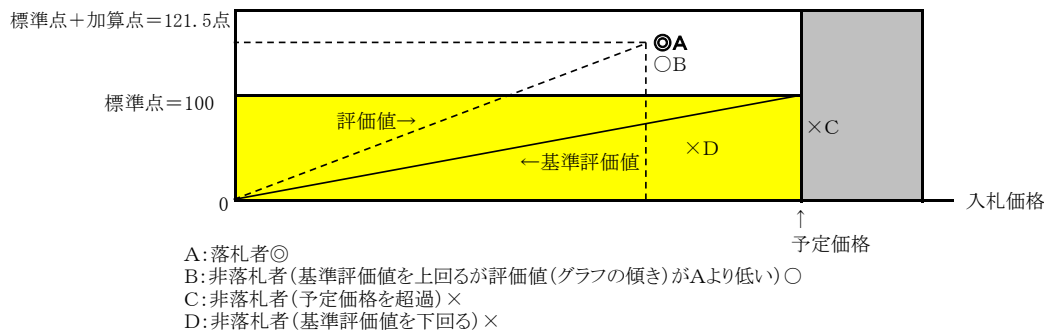 標準点＋加算点＝121.5点
◎A
○B
標準点＝100
評価値→
×C
×D
←基準評価値
0
入札価格
↑
予定価格
A：落札者◎
B：非落札者（基準評価値を上回るが評価値（グラフの傾き）がAより低い）○
C：非落札者（予定価格を超過）×
D：非落札者（基準評価値を下回る）×